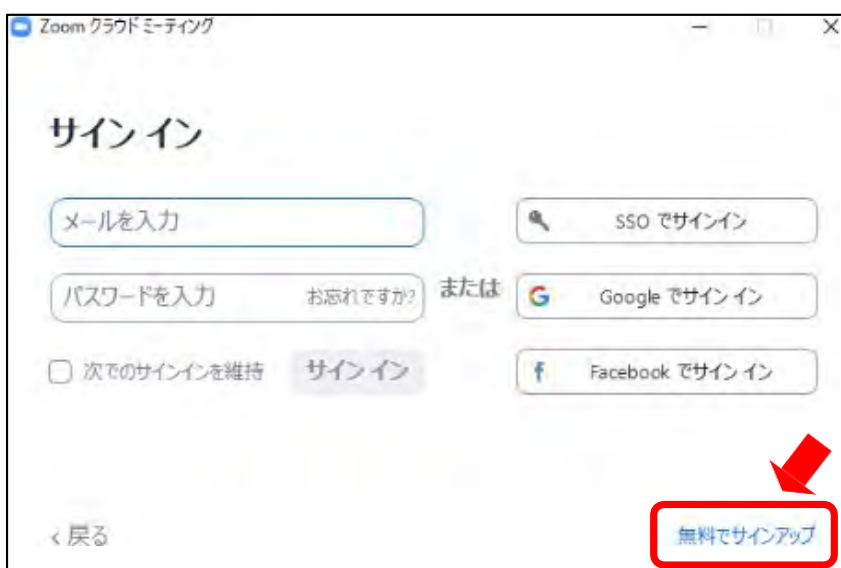 Zoom クラウド ミーティング
サイン イン
メールを入力
パスワードを入力 お忘れですか?
次でのサインインを維持 サイン イン
または
SSO でサインイン
Google でサイン イン
Facebook でサイン イン
< 戻る
無料でサインアップ